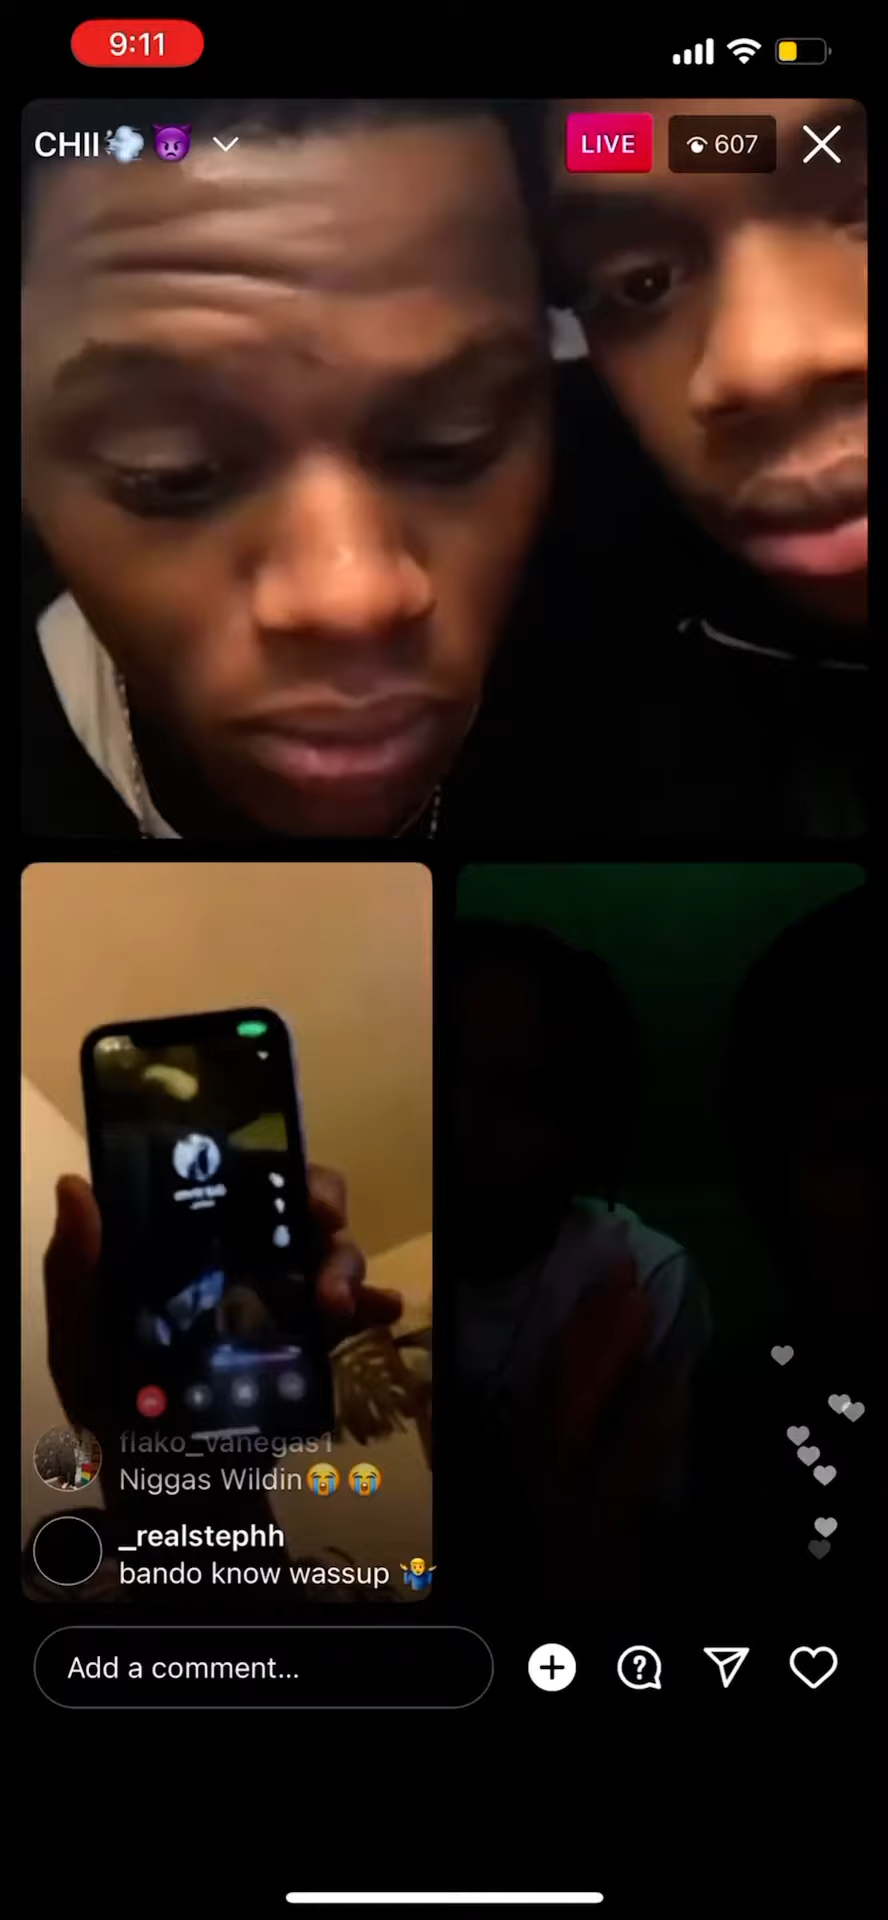 9:11
CHII💨😈
LIVE
607
flako_vanegas1
Niggas Wildin😭😭
_realstephh
bando know wassup 🤷‍♂️
Add a comment...